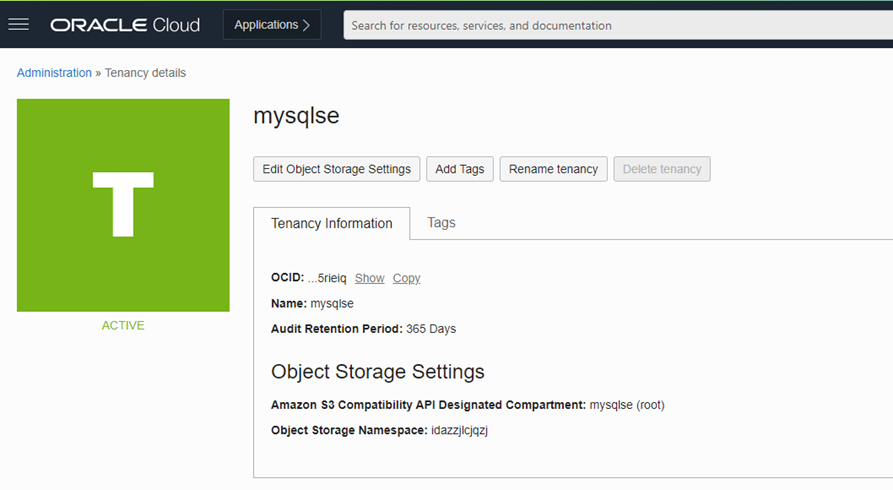 ORACLE Cloud Applications Search for resources, services, and documentation
Administration » Tenancy details
T
ACTIVE
mysqlse
Edit Object Storage Settings Add Tags Rename tenancy Delete tenancy
Tenancy Information Tags
OCID: ...5rieiq Show Copy
Name: mysqlse
Audit Retention Period: 365 Days
Object Storage Settings
Amazon S3 Compatibility API Designated Compartment: mysqlse (root)
Object Storage Namespace: idazzjlcjqzj